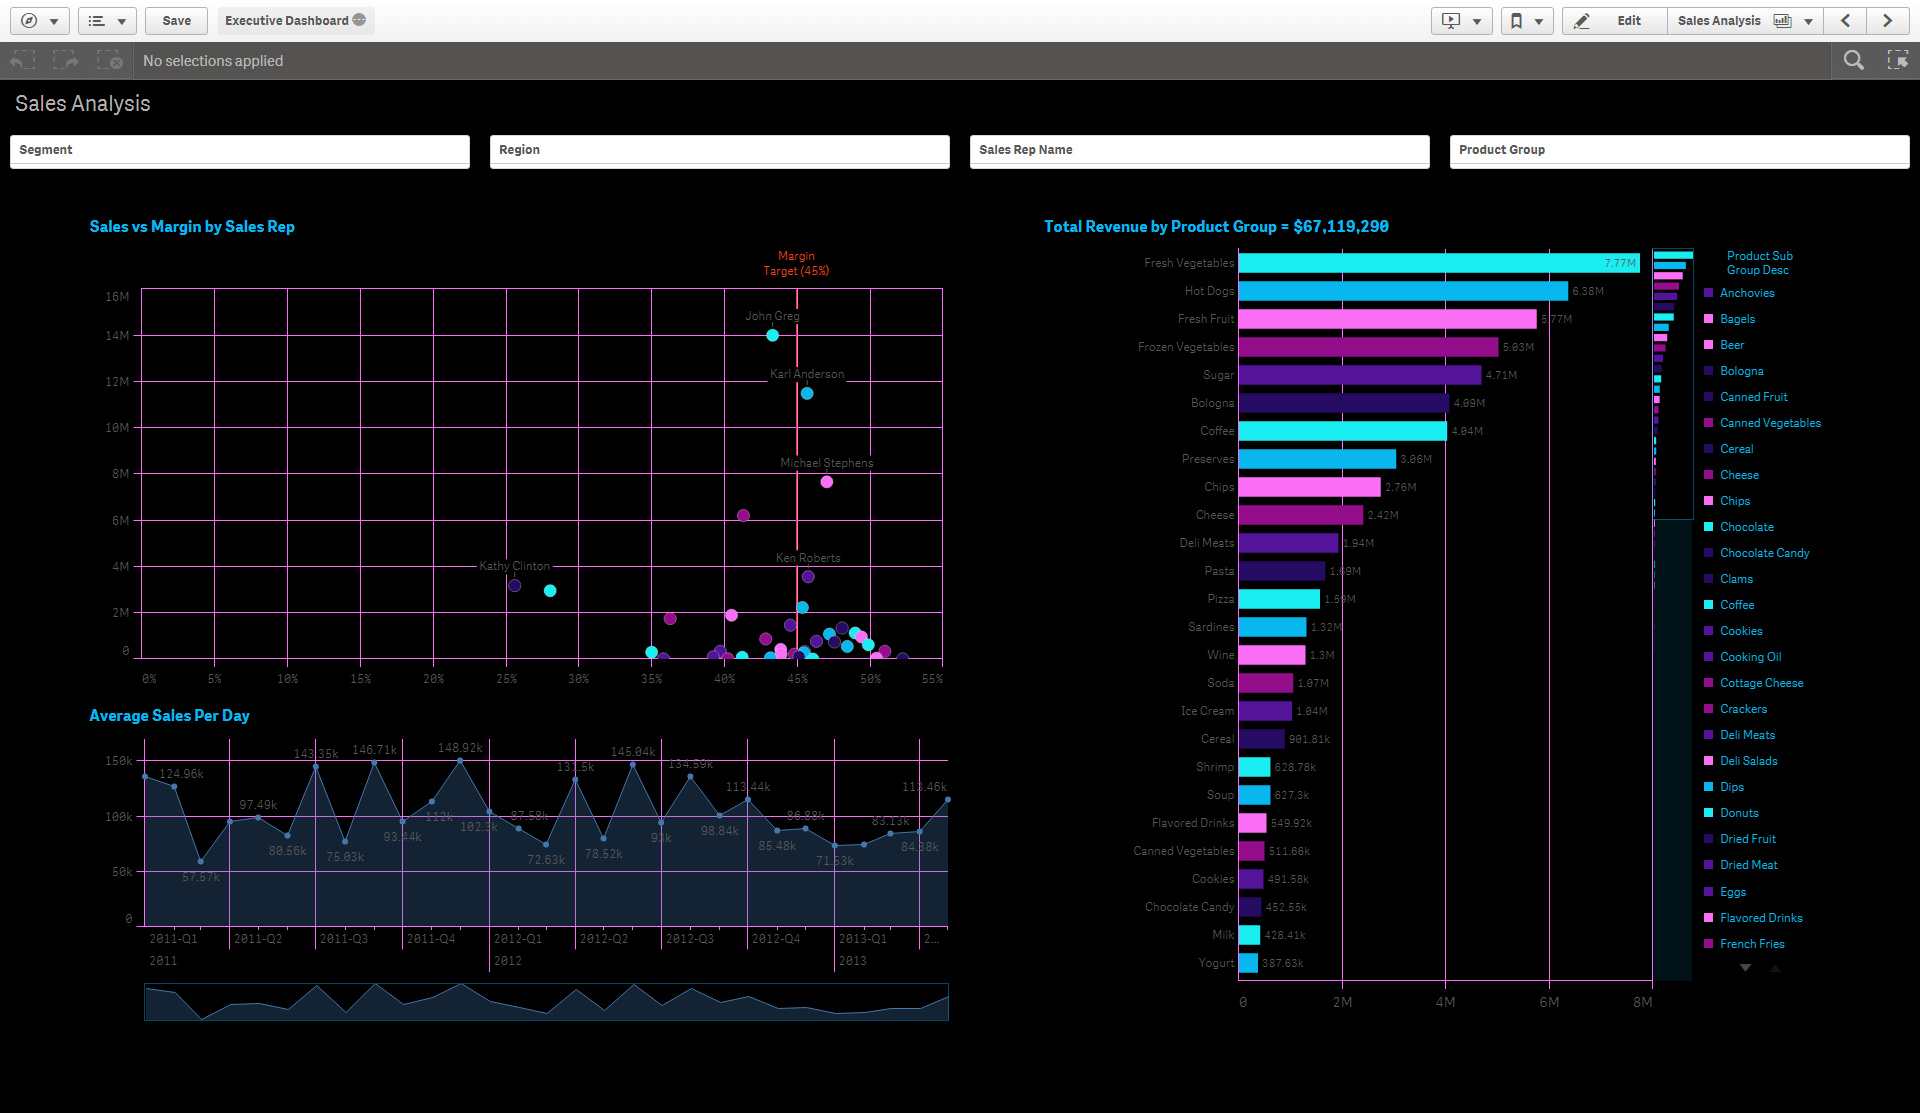 Save
Executive Dashboard
Edit
Sales Analysis
No selections applied
Sales Analysis
Segment
Region
Sales Rep Name
Product Group
Sales vs Margin by Sales Rep
Margin
Target (45%)
16M
14M
12M
10M
8M
6M
4M
2M
0
John Greg
Karl Anderson
Michael Stephens
Ken Roberts
Kathy Clinton
0%
5%
10%
15%
20%
25%
30%
35%
40%
45%
50%
55%
Average Sales Per Day
150k
100k
50k
0
124.96k
57.57k
97.49k
80.56k
143.35k
75.03k
146.71k
93.44k
112k
148.92k
102.3k
87.58k
72.63k
131.5k
78.52k
145.04k
93k
134.59k
98.84k
113.44k
85.48k
86.88k
71.53k
83.13k
84.38k
113.46k
2011-Q1
2011-Q2
2011-Q3
2011-Q4
2012-Q1
2012-Q2
2012-Q3
2012-Q4
2013-Q1
2...
2011
2012
2013
Total Revenue by Product Group = $67,119,290
Fresh Vegetables 7.77M
Hot Dogs 6.38M
Fresh Fruit 5.77M
Frozen Vegetables 5.03M
Sugar 4.71M
Bologna 4.09M
Coffee 4.04M
Preserves 3.06M
Chips 2.76M
Cheese 2.42M
Deli Meats 1.94M
Pasta 1.69M
Pizza 1.59M
Sardines 1.32M
Wine 1.3M
Soda 1.07M
Ice Cream 1.04M
Cereal 901.81k
Shrimp 628.78k
Soup 627.3k
Flavored Drinks 549.92k
Canned Vegetables 511.66k
Cookies 491.58k
Chocolate Candy 452.55k
Milk 428.41k
Yogurt 387.63k
0
2M
4M
6M
8M
Product Sub
Group Desc
Anchovies
Bagels
Beer
Bologna
Canned Fruit
Canned Vegetables
Cereal
Cheese
Chips
Chocolate
Chocolate Candy
Clams
Coffee
Cookies
Cooking Oil
Cottage Cheese
Crackers
Deli Meats
Deli Salads
Dips
Donuts
Dried Fruit
Dried Meat
Eggs
Flavored Drinks
French Fries